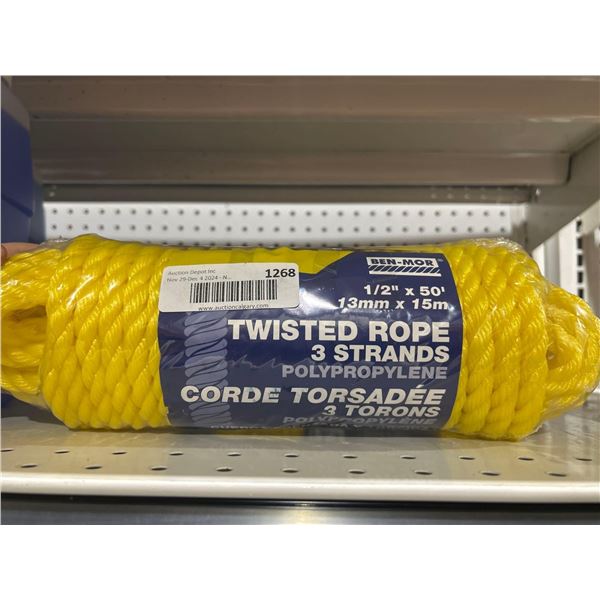 Auction Depot Inc
Nov 29-Dec 4 2024 - N...
1268
www.auctioncalgary.com
BEN-MOR
1/2" x 50'
13mm x 15m
TWISTED ROPE
3 STRANDS
POLYPROPYLENE
CORDE TORSADÉE
3 TORONS
POLYPROPYLÈNE